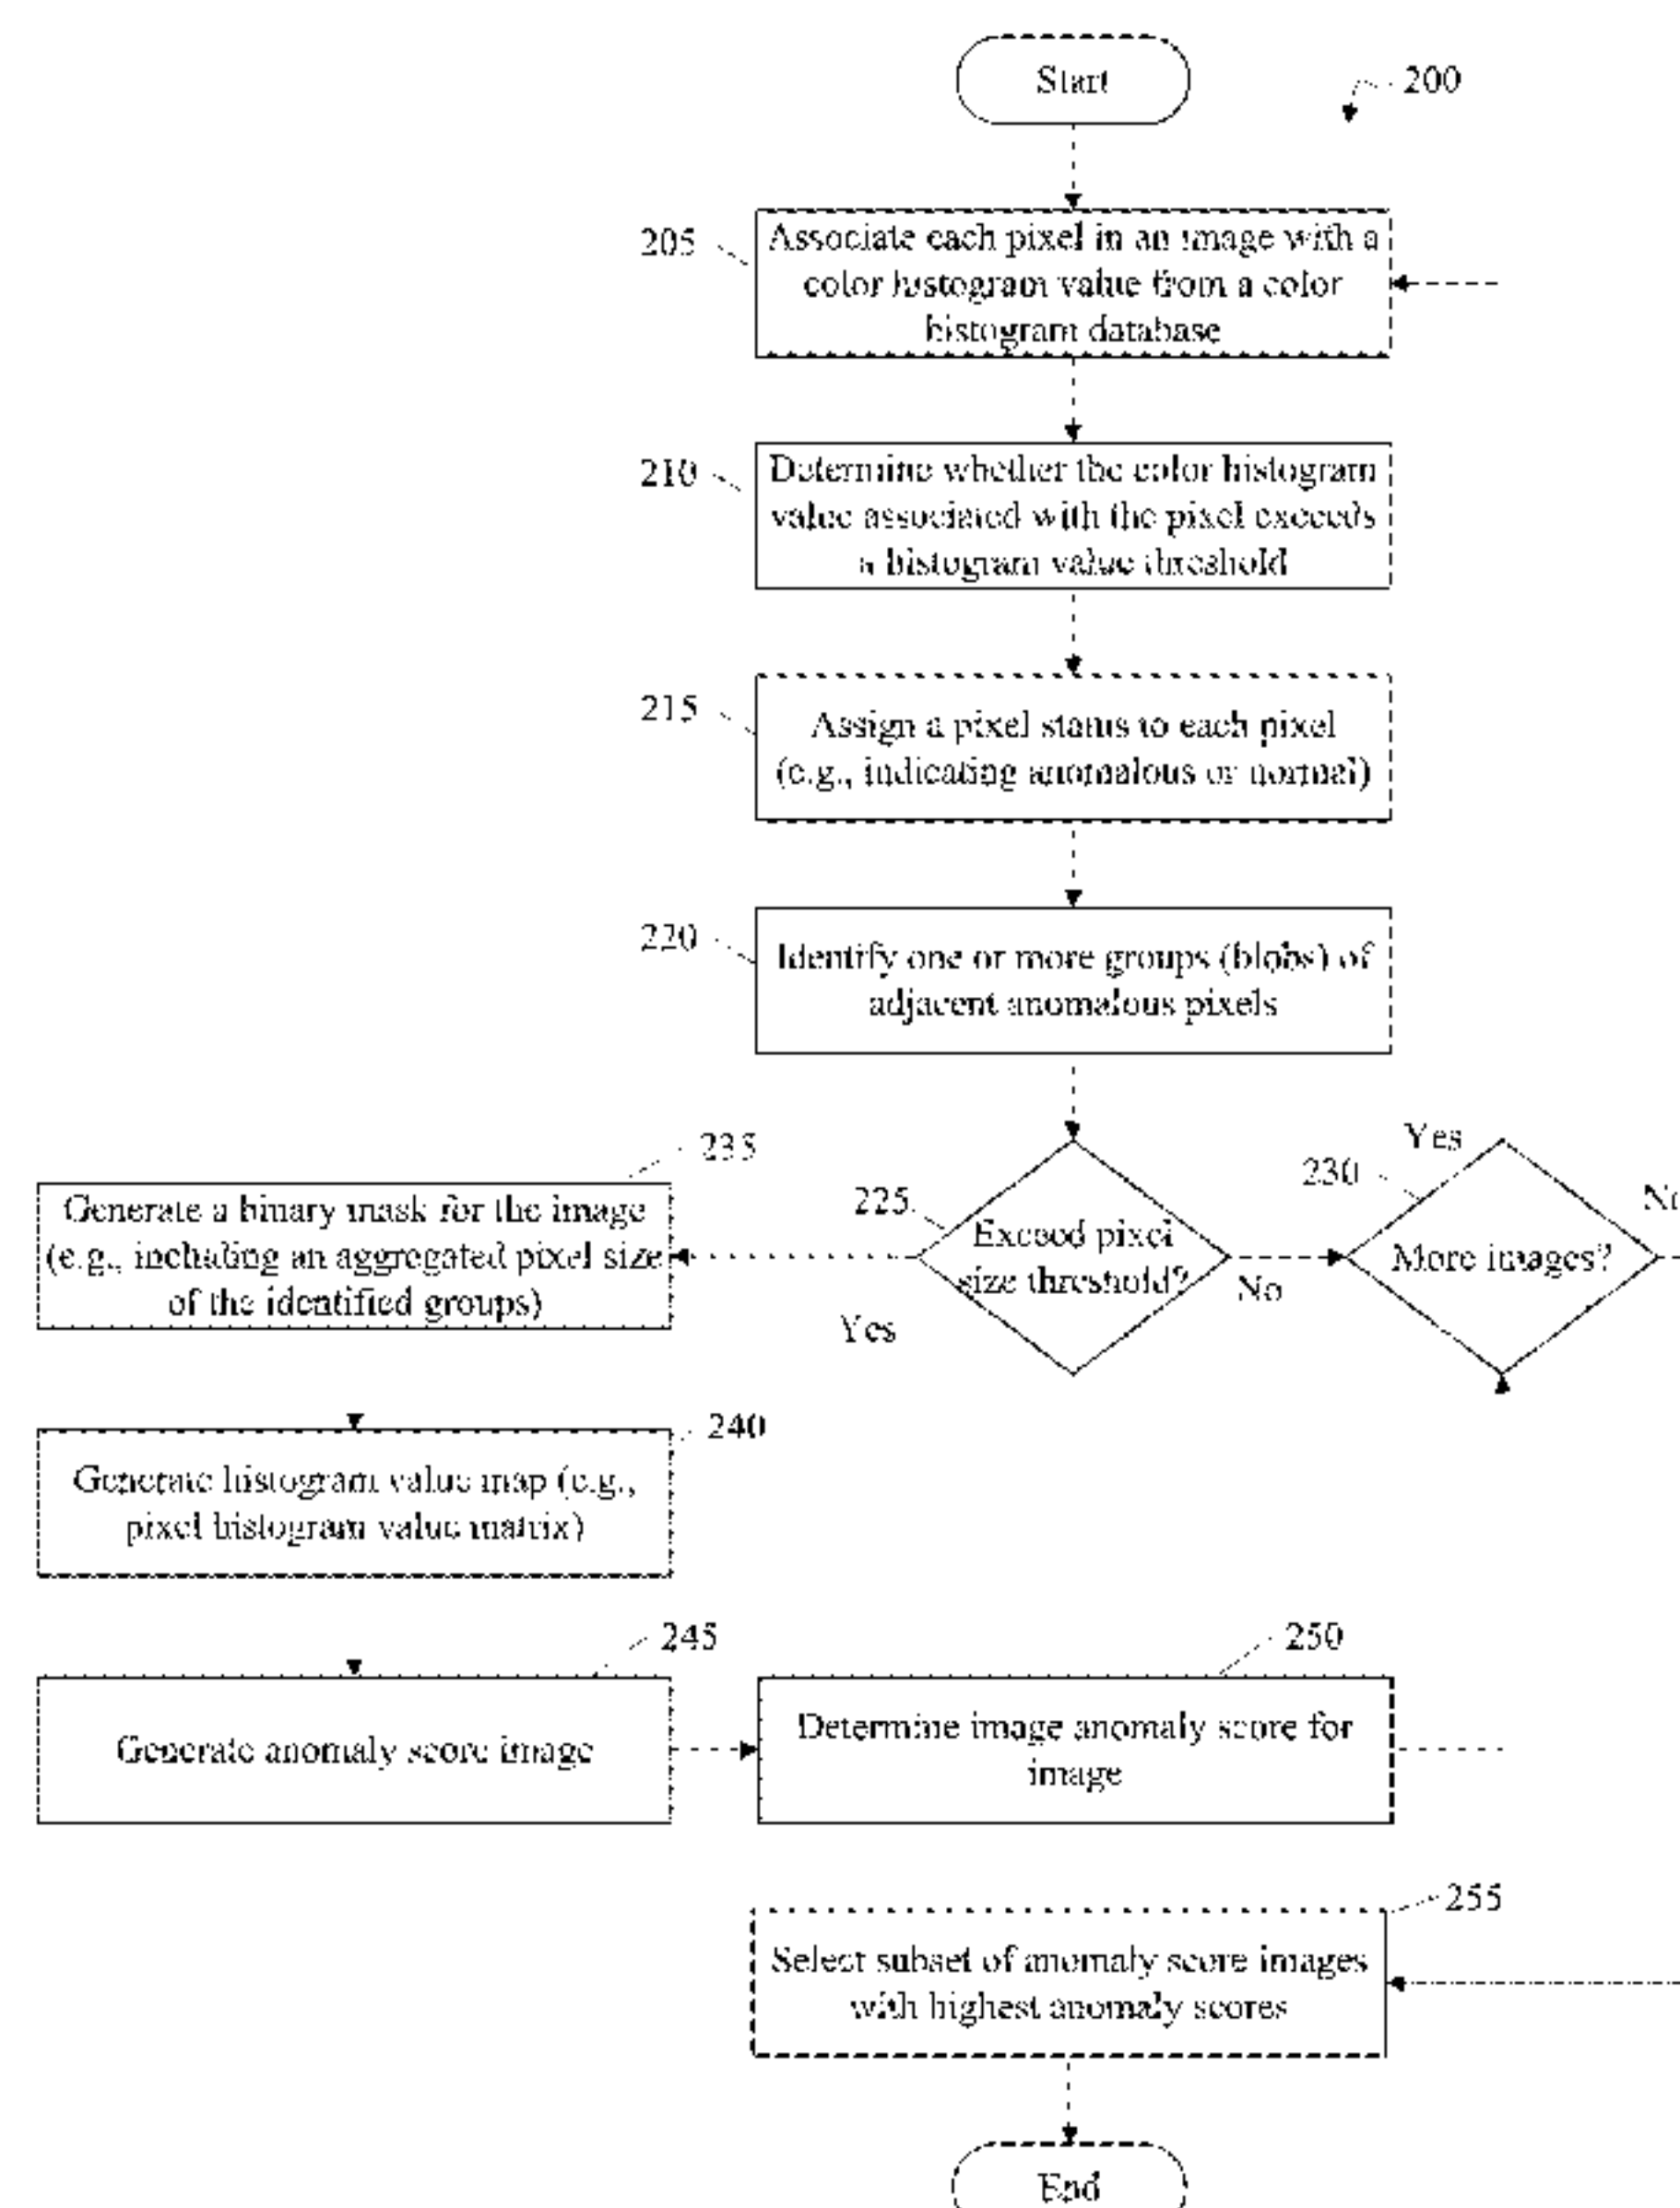 Start
200
205
Associate each pixel in an image with a
color histogram value from a color
histogram database
210
Determine whether the color histogram
value associated with the pixel exceeds
a histogram value threshold
215
Assign a pixel status to each pixel
(e.g., indicating anomalous or normal)
220
Identify one or more groups (blobs) of
adjacent anomalous pixels
235
Generate a binary mask for the image
(e.g., including an aggregated pixel size
of the identified groups)
225
Exceed pixel
size threshold?
Yes
No
230
More images?
Yes
No
240
Generate histogram value map (e.g.,
pixel histogram value matrix)
245
Generate anomaly score image
250
Determine image anomaly score for
image
255
Select subset of anomaly score images
with highest anomaly scores
End